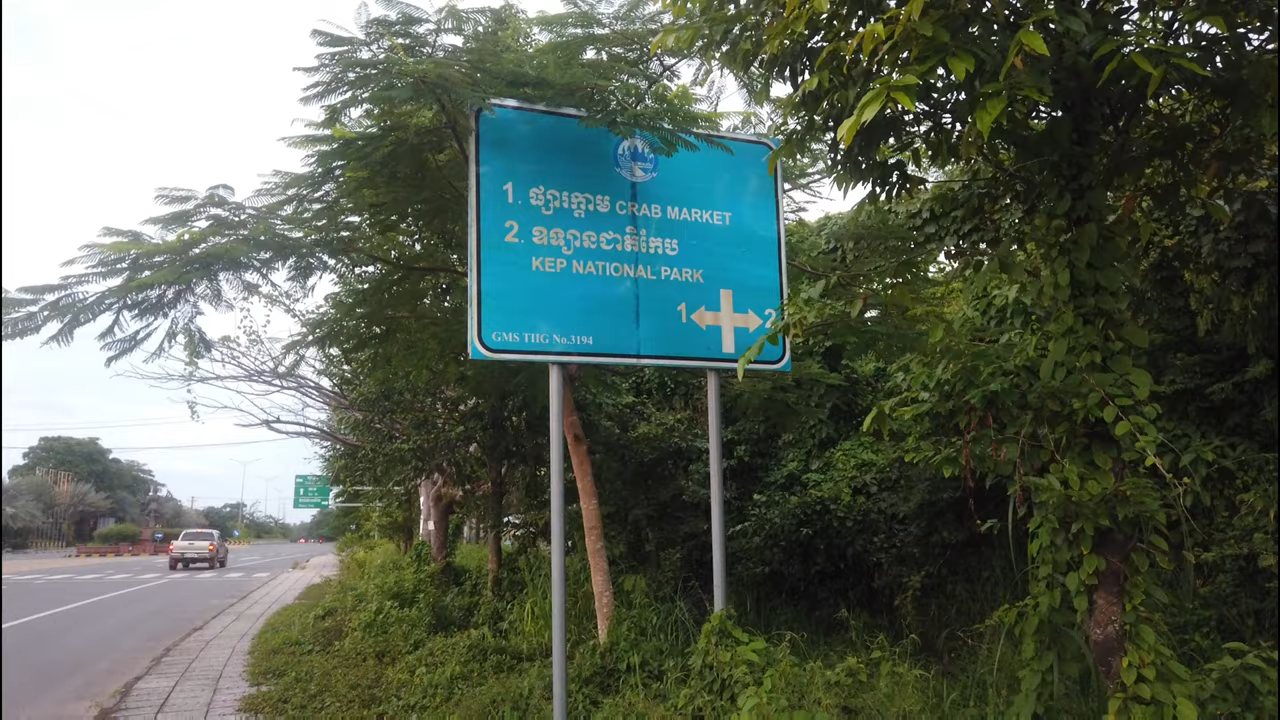 1. ផ្សារក្តាម CRAB MARKET
2. ឧទ្យានជាតិកែប
KEP NATIONAL PARK
1 2
GMS TIIG No.3194